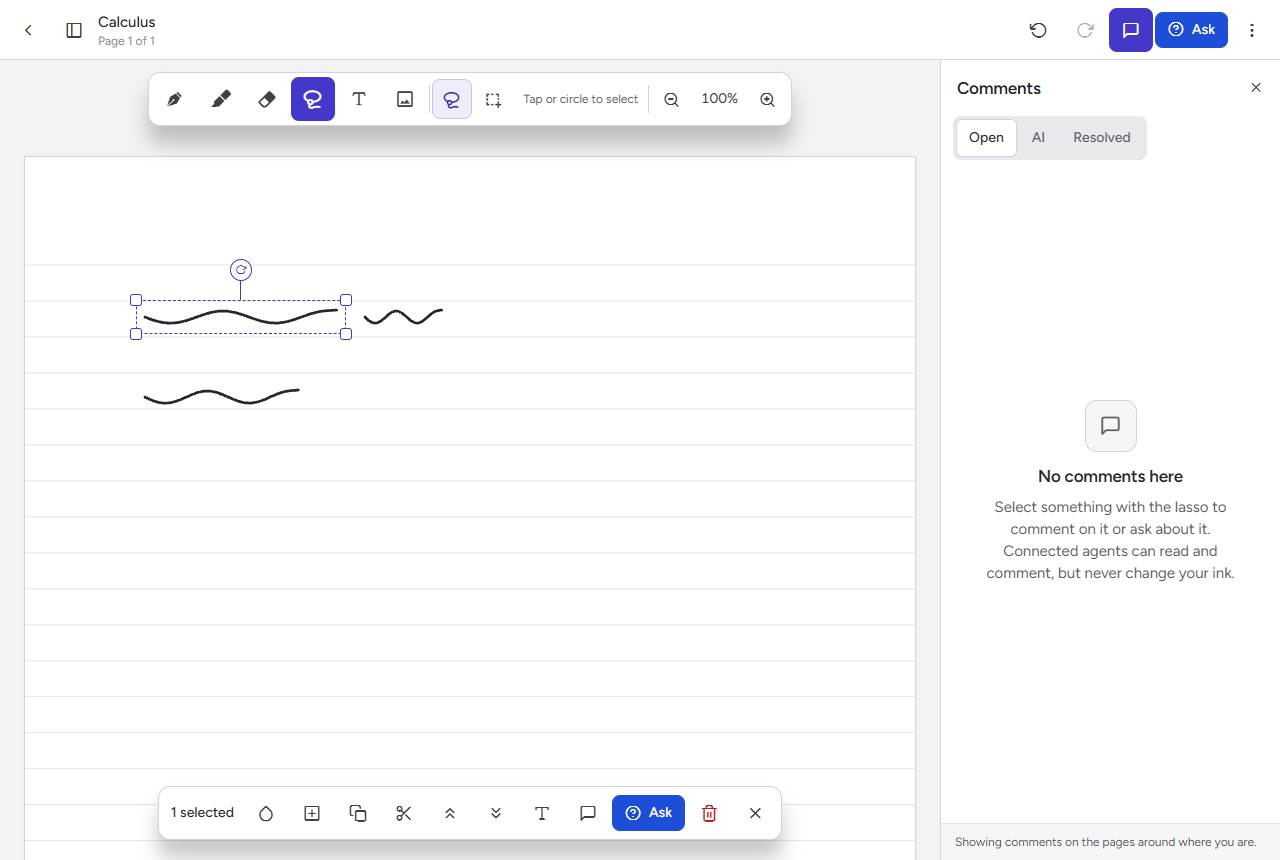 Calculus
Page 1 of 1
Ask
T
Tap or circle to select
100%
Comments
Open AI Resolved
No comments here
Select something with the lasso to
comment on it or ask about it.
Connected agents can read and
comment, but never change your ink.
1 selected
T
Ask
Showing comments on the pages around where you are.